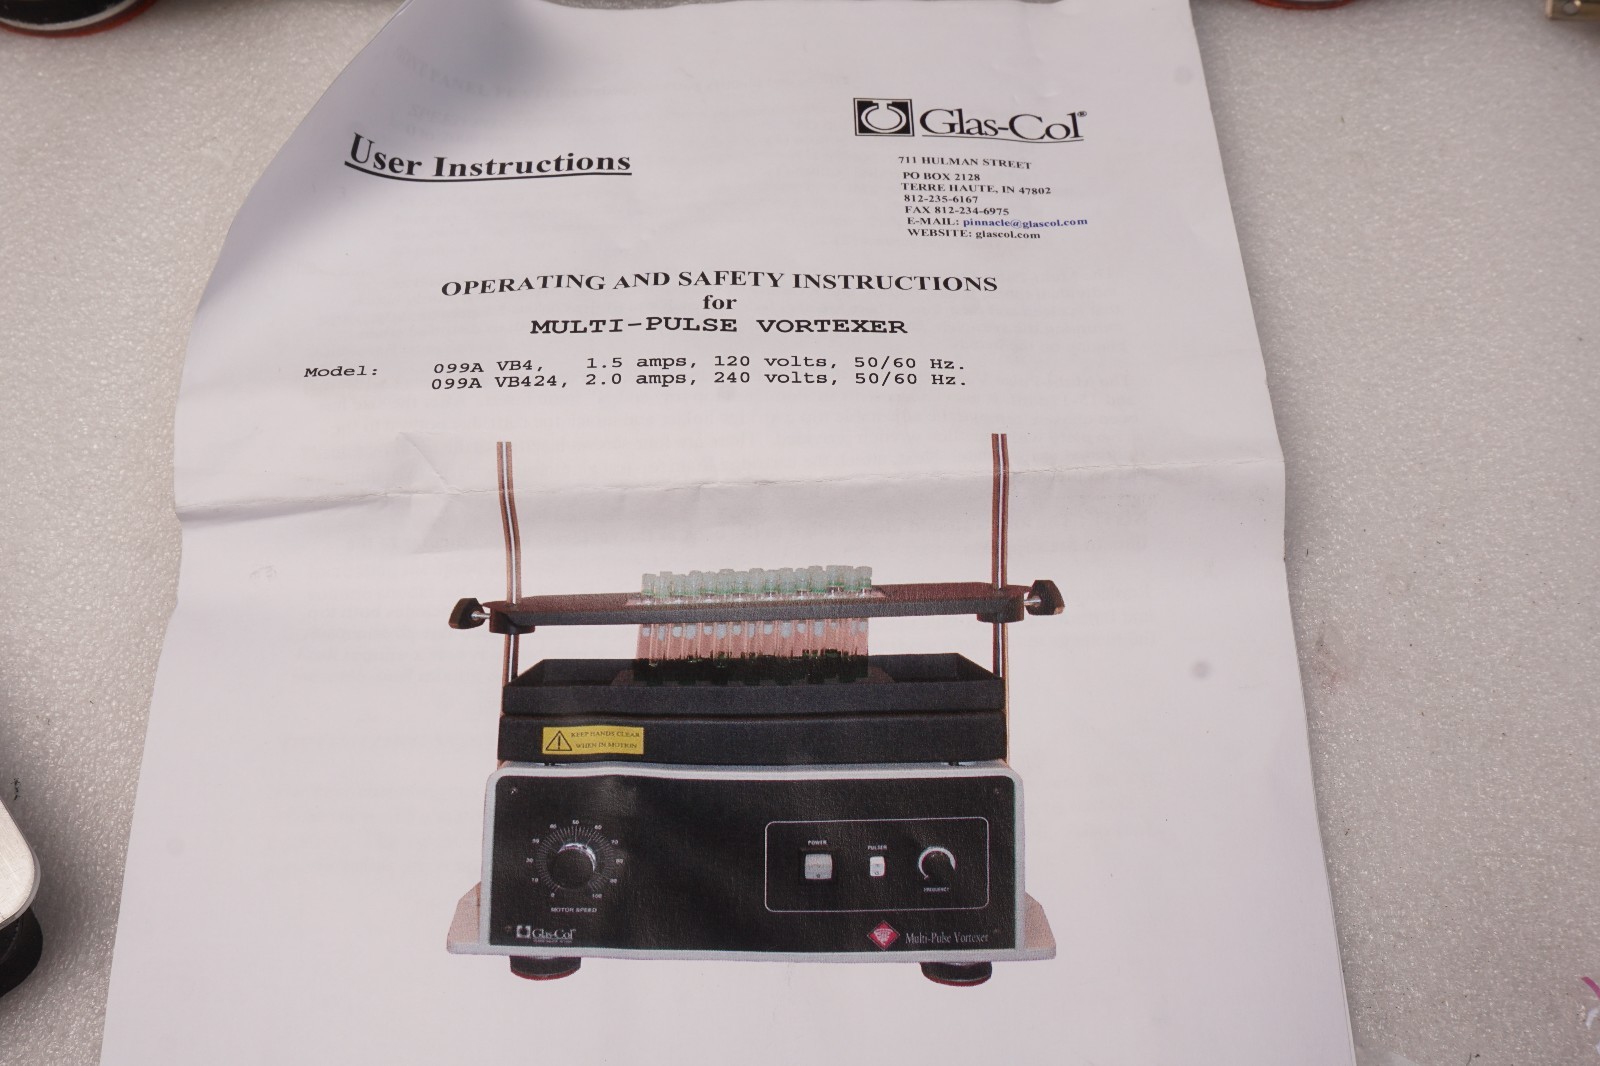 User Instructions
Glas-Col®
711 HULMAN STREET
PO BOX 2128
TERRE HAUTE, IN 47802
812-235-6167
FAX 812-234-6975
E-MAIL: pinnacle@glascol.com
WEBSITE: glascol.com
OPERATING AND SAFETY INSTRUCTIONS
for
MULTI-PULSE VORTEXER
Model: 099A VB4, 1.5 amps, 120 volts, 50/60 Hz.
099A VB424, 2.0 amps, 240 volts, 50/60 Hz.
KEEP HANDS CLEAR
WHEN IN MOTION
POWER
PULSER
FREQUENCY
MOTOR SPEED
Glas-Col
Multi-Pulse Vortexer